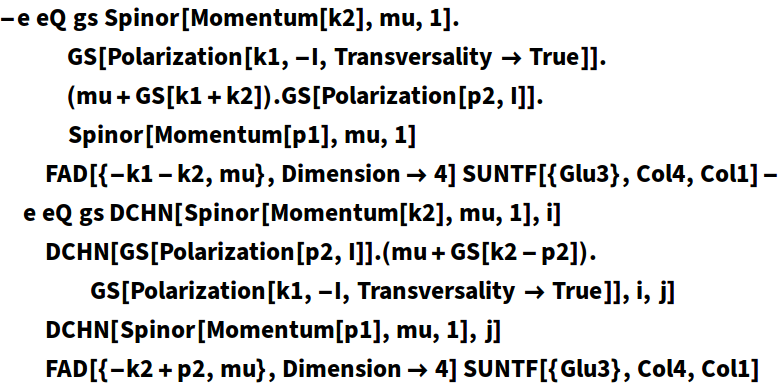 −e eQ gs Spinor[Momentum[k2], mu, 1].
GS[Polarization[k1, −I, Transversality → True]].
(mu + GS[k1 + k2]).GS[Polarization[p2, I]].
Spinor[Momentum[p1], mu, 1]
FAD[{−k1 − k2, mu}, Dimension → 4] SUNTF[{Glu3}, Col4, Col1] −
e eQ gs DCHN[Spinor[Momentum[k2], mu, 1], i]
DCHN[GS[Polarization[p2, I]].(mu + GS[k2 − p2]).
GS[Polarization[k1, −I, Transversality → True]], i, j]
DCHN[Spinor[Momentum[p1], mu, 1], j]
FAD[{−k2 + p2, mu}, Dimension → 4] SUNTF[{Glu3}, Col4, Col1]